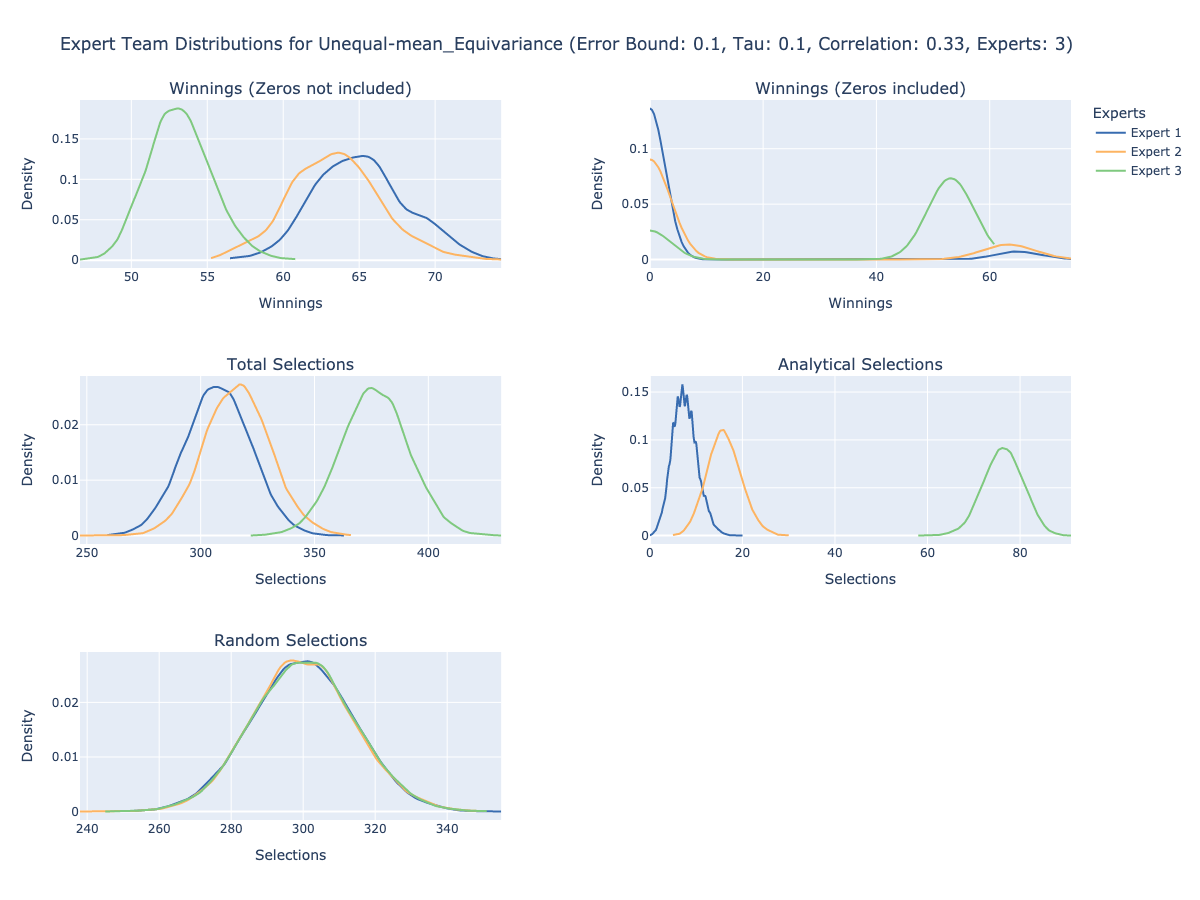 Expert Team Distributions for Unequal-mean_Equivariance (Error Bound: 0.1, Tau: 0.1, Correlation: 0.33, Experts: 3)
Winnings (Zeros not included)
Density
0.15
0.1
0.05
0
50 55 60 65 70
Winnings
Winnings (Zeros included)
Density
0.1
0.05
0
0 20 40 60
Winnings
Experts
Expert 1
Expert 2
Expert 3
Total Selections
Density
0.02
0.01
0
250 300 350 400
Selections
Analytical Selections
Density
0.15
0.1
0.05
0
0 20 40 60 80
Selections
Random Selections
Density
0.02
0.01
0
240 260 280 300 320 340
Selections